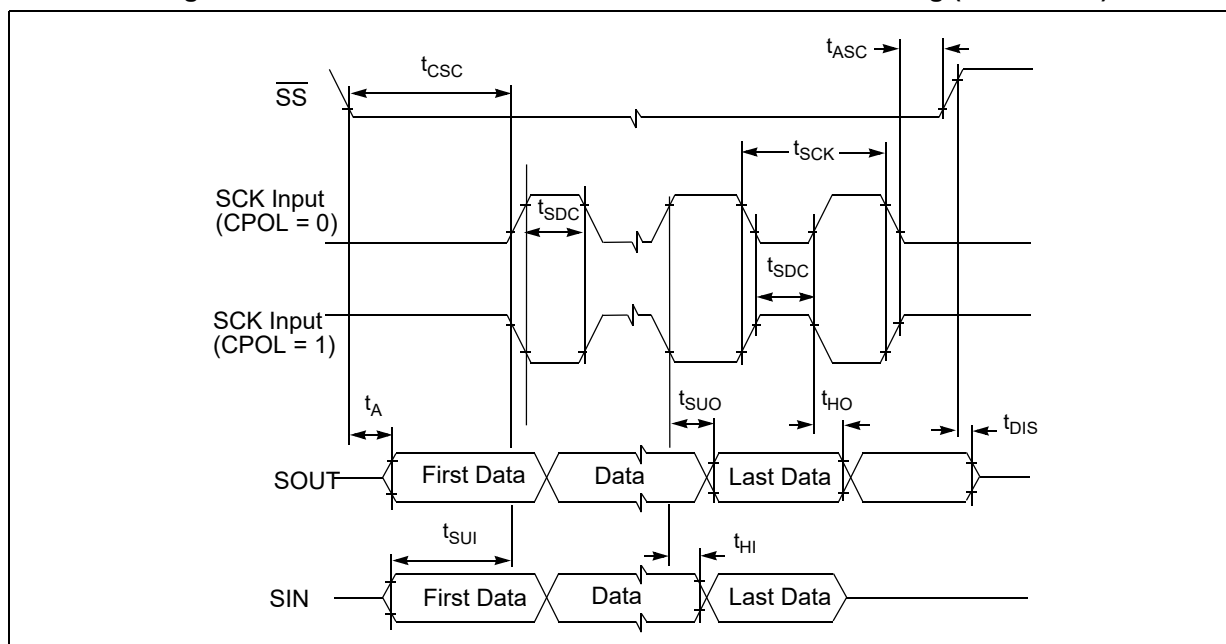 tASC
tCSC
SS
tSCK
SCK Input
(CPOL = 0)
tSDC
tSDC
SCK Input
(CPOL = 1)
tA
tSUO
tHO
tDIS
SOUT
First Data
Data
Last Data
tSUI
tHI
SIN
First Data
Data
Last Data